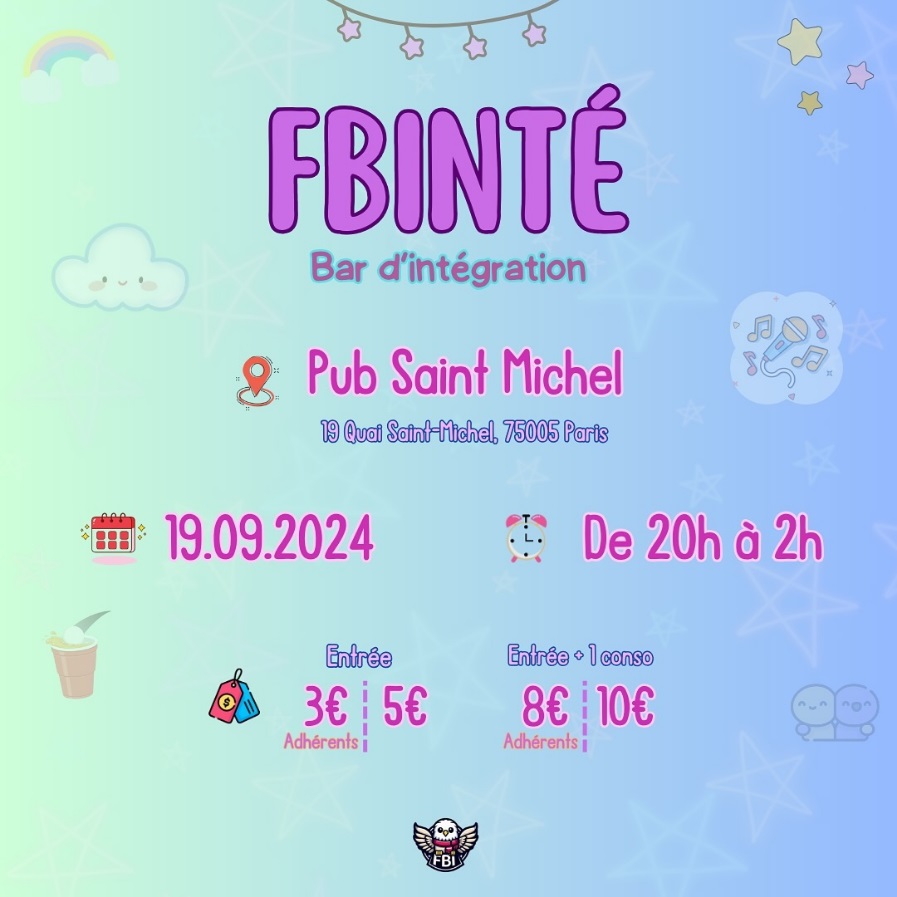 FBINTÉ
Bar d'intégration
Pub Saint Michel
19 Quai Saint-Michel, 75005 Paris
19.09.2024
De 20h à 2h
Entrée
3€ 5€
Adhérents
Entrée + 1 conso
8€ 10€
Adhérents
FBI